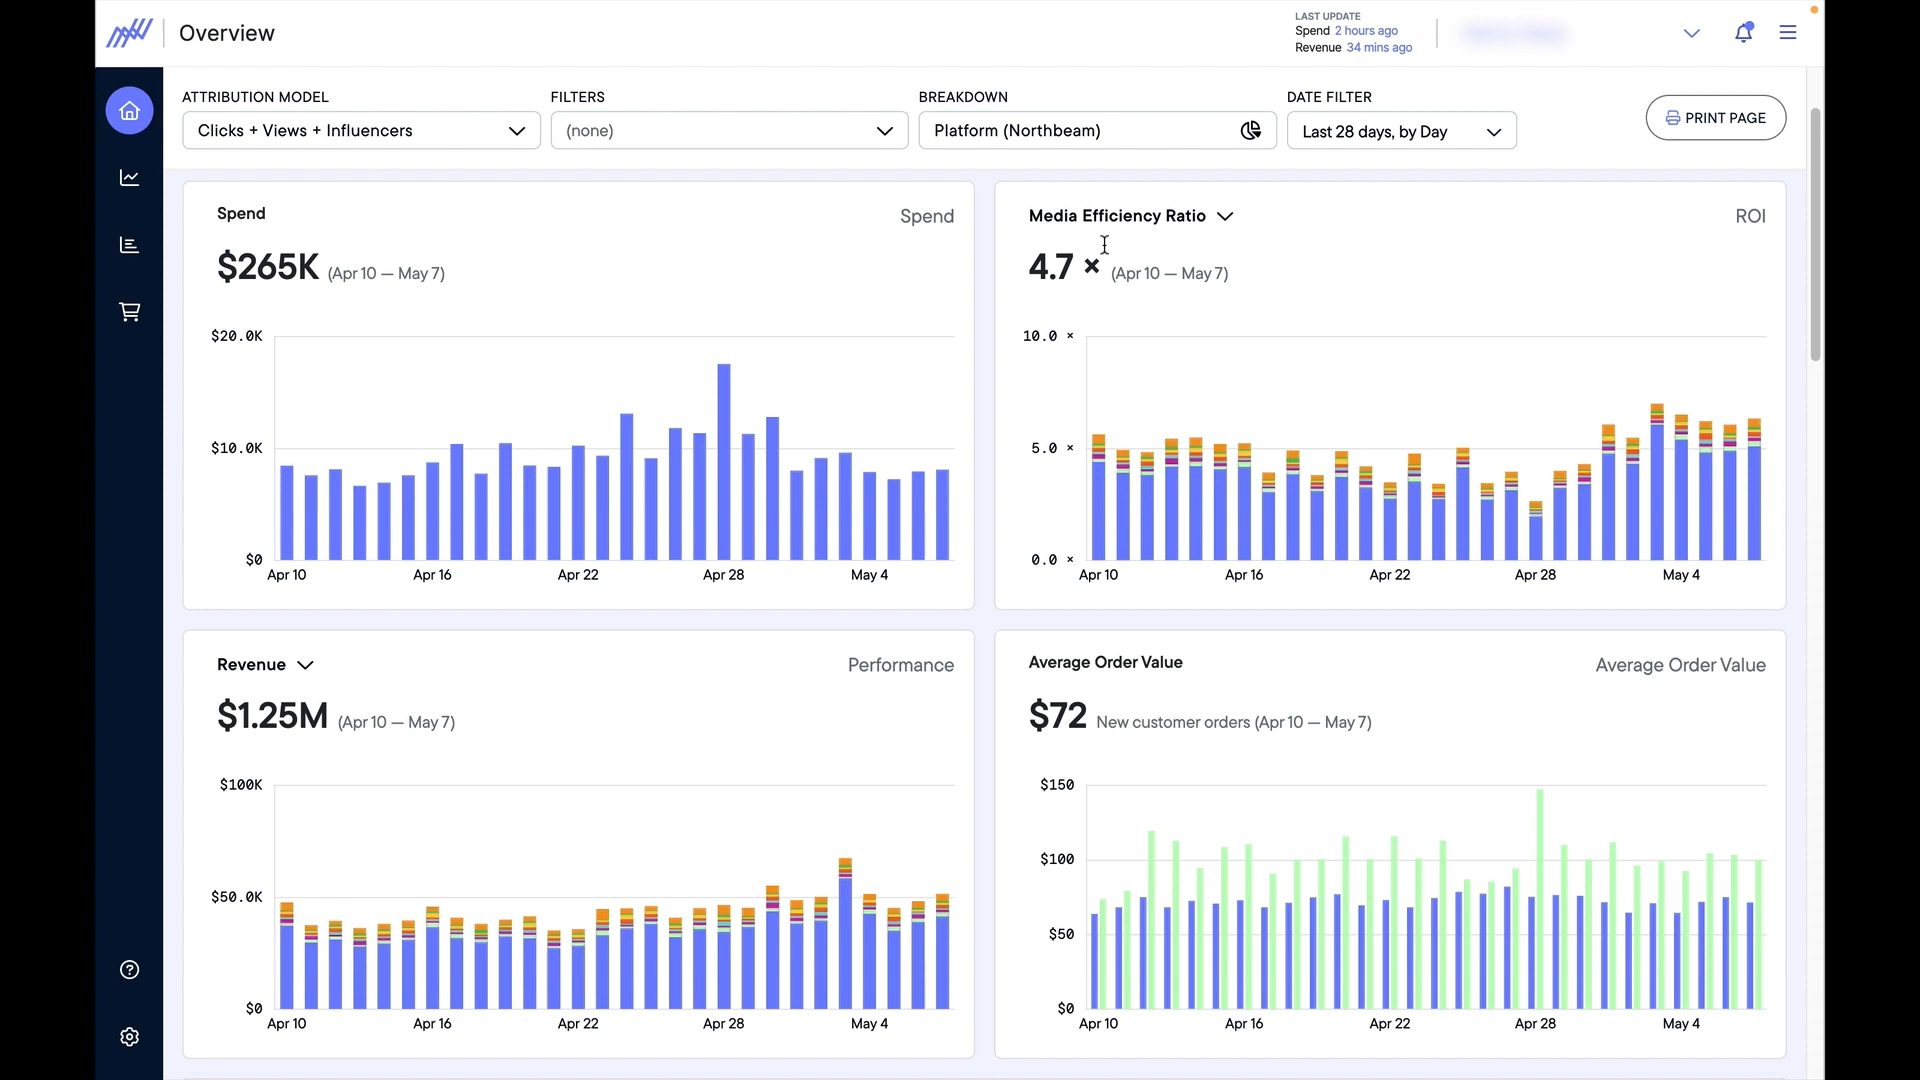 Overview
LAST UPDATE
Spend 2 hours ago
Revenue 34 mins ago
ATTRIBUTION MODEL
FILTERS
BREAKDOWN
DATE FILTER
Clicks + Views + Influencers
(none)
Platform (Northbeam)
Last 28 days, by Day
PRINT PAGE
Spend
Spend
$265K (Apr 10 — May 7)
$20.0K
$10.0K
$0
Apr 10 Apr 16 Apr 22 Apr 28 May 4
Media Efficiency Ratio
ROI
4.7 × (Apr 10 — May 7)
10.0 ×
5.0 ×
0.0 ×
Apr 10 Apr 16 Apr 22 Apr 28 May 4
Revenue
Performance
$1.25M (Apr 10 — May 7)
$100K
$50.0K
$0
Apr 10 Apr 16 Apr 22 Apr 28 May 4
Average Order Value
Average Order Value
$72 New customer orders (Apr 10 — May 7)
$150
$100
$50
$0
Apr 10 Apr 16 Apr 22 Apr 28 May 4